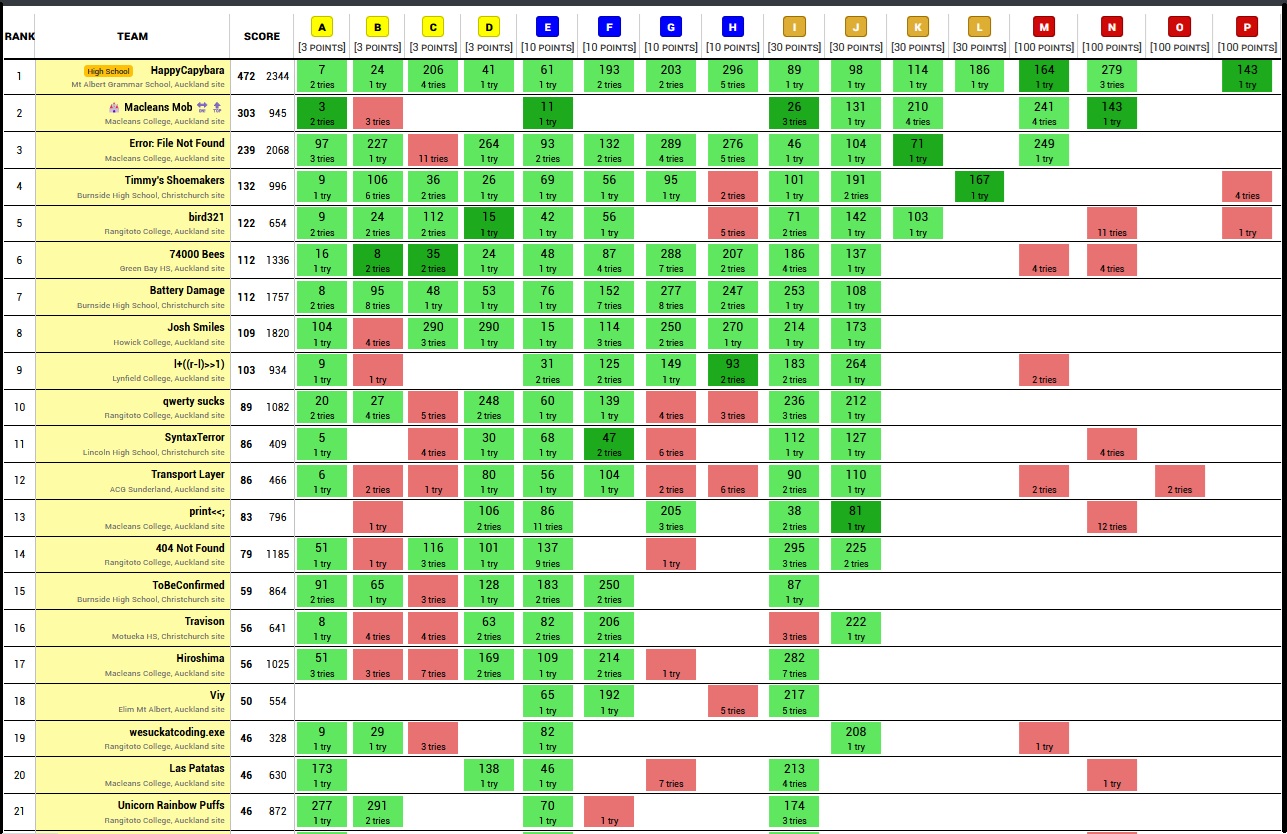 A B C D E F G H I J K L M N O P
RANK TEAM SCORE [3 POINTS] [3 POINTS] [3 POINTS] [3 POINTS] [10 POINTS] [10 POINTS] [10 POINTS] [10 POINTS] [30 POINTS] [30 POINTS] [30 POINTS] [30 POINTS] [100 POINTS] [100 POINTS] [100 POINTS] [100 POINTS]
1 High School HappyCapybara 472 2344 7 24 206 41 61 193 203 296 89 98 114 186 164 279 143
Mt Albert Grammar School, Auckland site 2 tries 1 try 4 tries 1 try 1 try 1 try 2 tries 5 tries 1 try 1 try 1 try 1 try 1 try 3 tries 1 try
2 Macleans Mob 303 945 3 11 26 131 210 241 143
Macleans College, Auckland site 2 tries 3 tries 1 try 3 tries 1 try 4 tries 4 tries 1 try
3 Error: File Not Found 239 2068 97 227 264 93 132 289 276 46 104 71 249
Macleans College, Auckland site 3 tries 1 try 11 tries 1 try 2 tries 2 tries 4 tries 5 tries 1 try 1 try 1 try 1 try
4 Timmy's Shoemakers 132 996 9 106 36 26 69 56 95 101 191 167
Burnside High School, Christchurch site 1 try 6 tries 2 tries 1 try 1 try 1 try 1 try 2 tries 1 try 2 tries 1 try 4 tries
5 bird321 122 654 9 24 112 15 42 56 71 142 103
Rangitoto College, Auckland site 2 tries 2 tries 2 tries 1 try 1 try 1 try 5 tries 2 tries 1 try 1 try 11 tries 1 try
6 74000 Bees 112 1336 16 8 35 24 48 87 288 207 186 137
Green Bay HS, Auckland site 1 try 2 tries 2 tries 1 try 1 try 4 tries 7 tries 2 tries 4 tries 1 try 4 tries 4 tries
7 Battery Damage 112 1757 8 95 48 53 76 152 277 247 253 108
Burnside High School, Christchurch site 2 tries 8 tries 1 try 1 try 1 try 7 tries 8 tries 2 tries 1 try 1 try
8 Josh Smiles 109 1820 104 290 290 15 114 250 270 214 173
Howick College, Auckland site 1 try 4 tries 3 tries 1 try 1 try 3 tries 4 tries 1 try 1 try 1 try
9 l+((r-l)>>1) 103 934 9 31 125 149 93 183 264
Lynfield College, Auckland site 1 try 1 try 2 tries 2 tries 1 try 2 tries 2 tries 1 try 2 tries
10 qwerty sucks 89 1082 20 27 248 60 139 236 212
Rangitoto College, Auckland site 2 tries 4 tries 5 tries 2 tries 1 try 1 try 4 tries 3 tries 3 tries 1 try
11 SyntaxTerror 86 409 5 30 68 47 112 127
Lincoln High School, Christchurch site 1 try 4 tries 1 try 1 try 2 tries 6 tries 1 try 1 try 4 tries
12 Transport Layer 86 466 6 80 56 104 90 110
ACG Sunderland, Auckland site 1 try 2 tries 1 try 1 try 1 try 1 try 2 tries 6 tries 2 tries 1 try 2 tries 2 tries
13 print<<; 83 796 106 86 205 38 81
Macleans College, Auckland site 1 try 2 tries 11 tries 3 tries 2 tries 1 try 12 tries
14 404 Not Found 79 1185 51 116 101 137 295 225
Rangitoto College, Auckland site 1 try 1 try 3 tries 1 try 9 tries 1 try 3 tries 2 tries
15 ToBeConfirmed 59 864 91 65 128 183 250 87
Burnside High School, Christchurch site 2 tries 1 try 3 tries 2 tries 2 tries 2 tries 1 try
16 Travison 56 641 8 63 82 206 222
Motueka HS, Christchurch site 1 try 4 tries 4 tries 2 tries 2 tries 2 tries 3 tries 1 try
17 Hiroshima 56 1025 51 169 109 214 282
Macleans College, Auckland site 3 tries 3 tries 7 tries 2 tries 1 try 2 tries 1 try 7 tries
18 Viy 50 554 65 192 217
Elim Mt Albert, Auckland site 1 try 1 try 5 tries 5 tries
19 wesuckatcoding.exe 46 328 9 29 82 208
Rangitoto College, Auckland site 1 try 1 try 3 tries 1 try 1 try 1 try
20 Las Patatas 46 630 173 138 46 213
Macleans College, Auckland site 1 try 1 try 1 try 7 tries 4 tries 1 try
21 Unicorn Rainbow Puffs 46 872 277 291 70 174
Rangitoto College, Auckland site 1 try 2 tries 1 try 1 try 3 tries